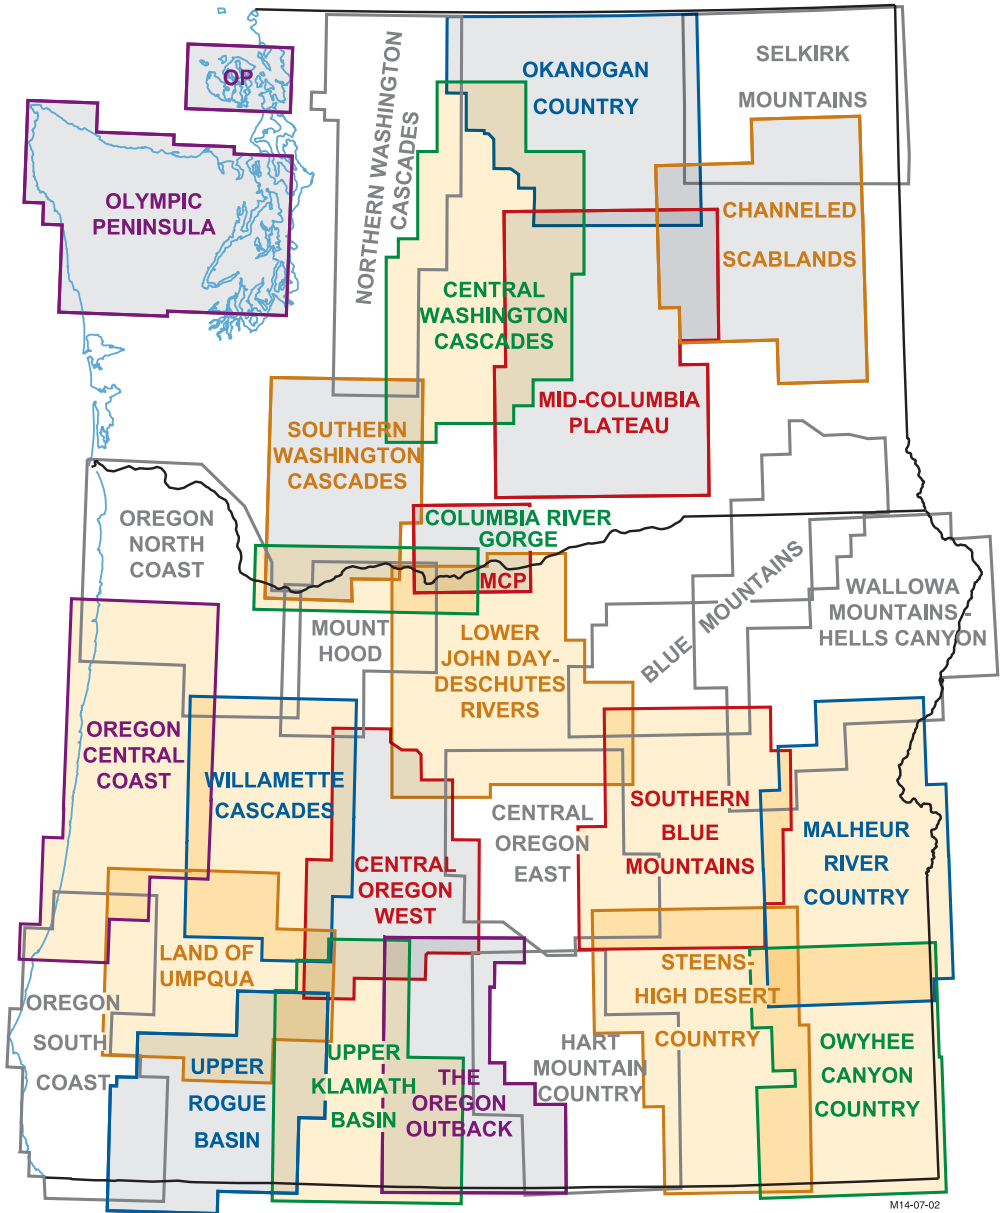 OP
OLYMPIC
PENINSULA
NORTHERN WASHINGTON
CASCADES
OKANOGAN
COUNTRY
SELKIRK
MOUNTAINS
CHANNELED
SCABLANDS
CENTRAL
WASHINGTON
CASCADES
MID-COLUMBIA
PLATEAU
SOUTHERN
WASHINGTON
CASCADES
COLUMBIA RIVER
GORGE
MCP
OREGON
NORTH
COAST
MOUNT
HOOD
LOWER
JOHN DAY-
DESCHUTES
RIVERS
BLUE MOUNTAINS
WALLOWA
MOUNTAINS-
HELLS CANYON
OREGON
CENTRAL
COAST
WILLAMETTE
CASCADES
CENTRAL
OREGON
WEST
CENTRAL
OREGON
EAST
SOUTHERN
BLUE
MOUNTAINS
MALHEUR
RIVER
COUNTRY
LAND OF
UMPQUA
STEENS-
HIGH DESERT
COUNTRY
OREGON
SOUTH
COAST
UPPER
ROGUE
BASIN
UPPER
KLAMATH
BASIN
THE
OREGON
OUTBACK
HART
MOUNTAIN
COUNTRY
OWYHEE
CANYON
COUNTRY
M14-07-02